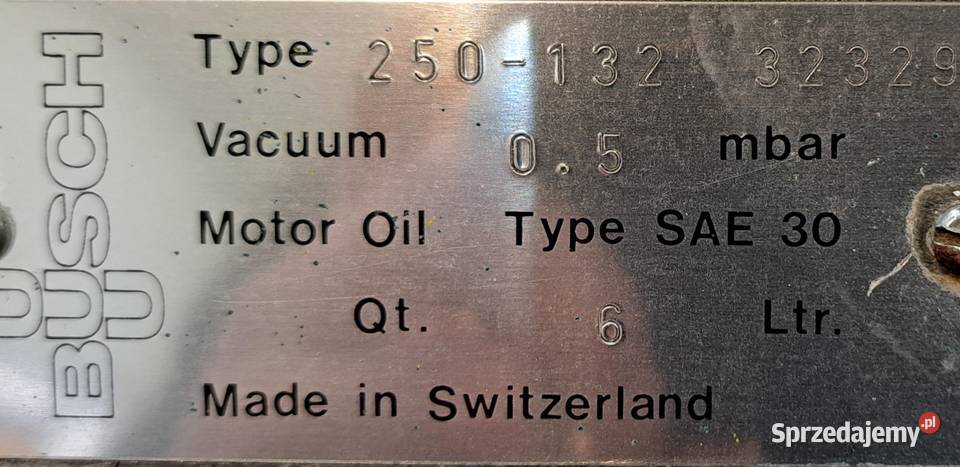 BUSCH
Type 250-132 32329
Vacuum 0.5 mbar
Motor Oil Type SAE 30
Qt. 6 Ltr.
Made in Switzerland
Sprzedajemy.pl